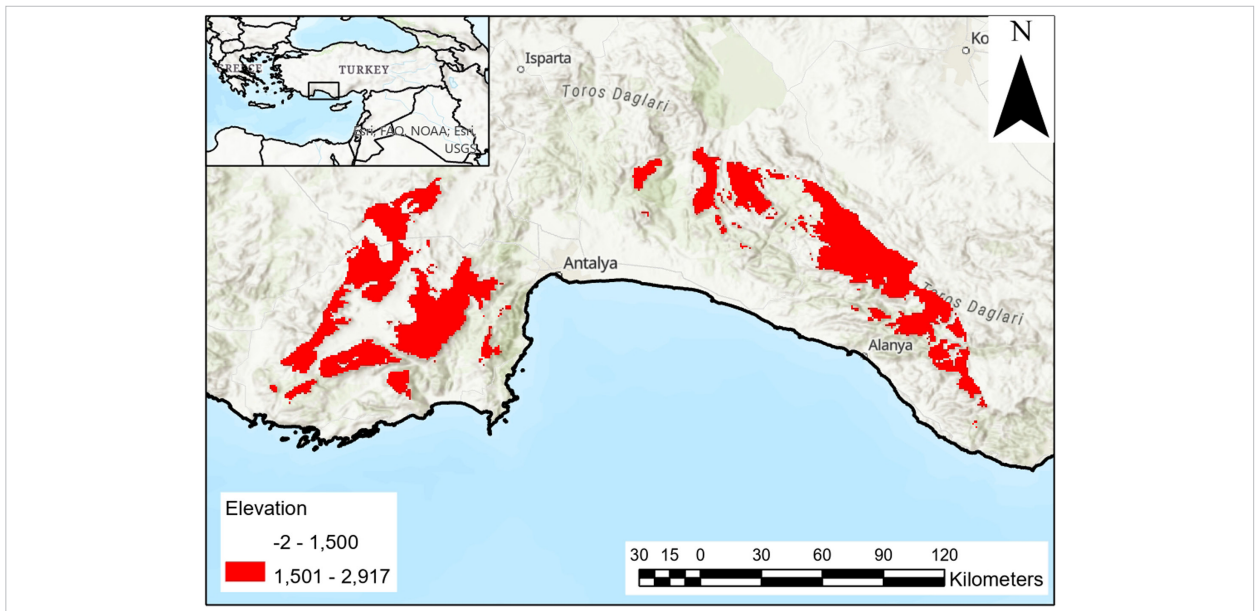 GREECE
TURKEY
Esri, FAO, NOAA; Esri,
USGS
Isparta
Toros Daglari
Ko
N
Antalya
Toros Daglari
Alanya
Elevation
-2 - 1,500
1,501 - 2,917
30 15 0 30 60 90 120
Kilometers